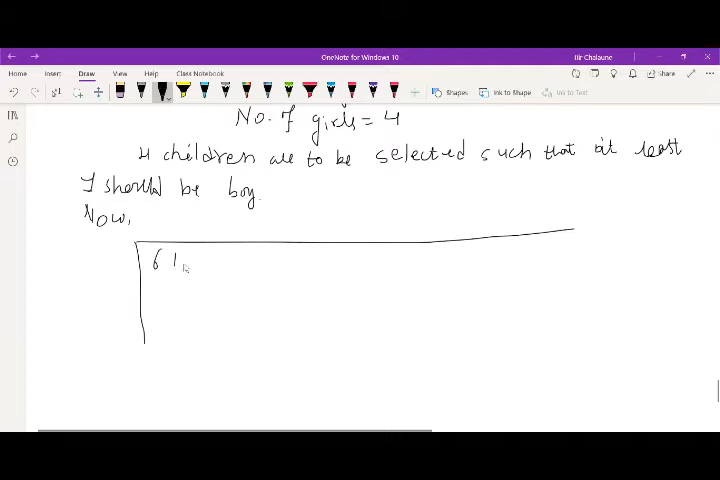 OneNote for Windows 10
Bir Chalaune
Home Insert Draw View Help Class Notebook
Share
Shapes Ink to Shape Ink to Text
No. of girls = 4
4 children are to be selected such that at least
1 should be boy.
Now,
6